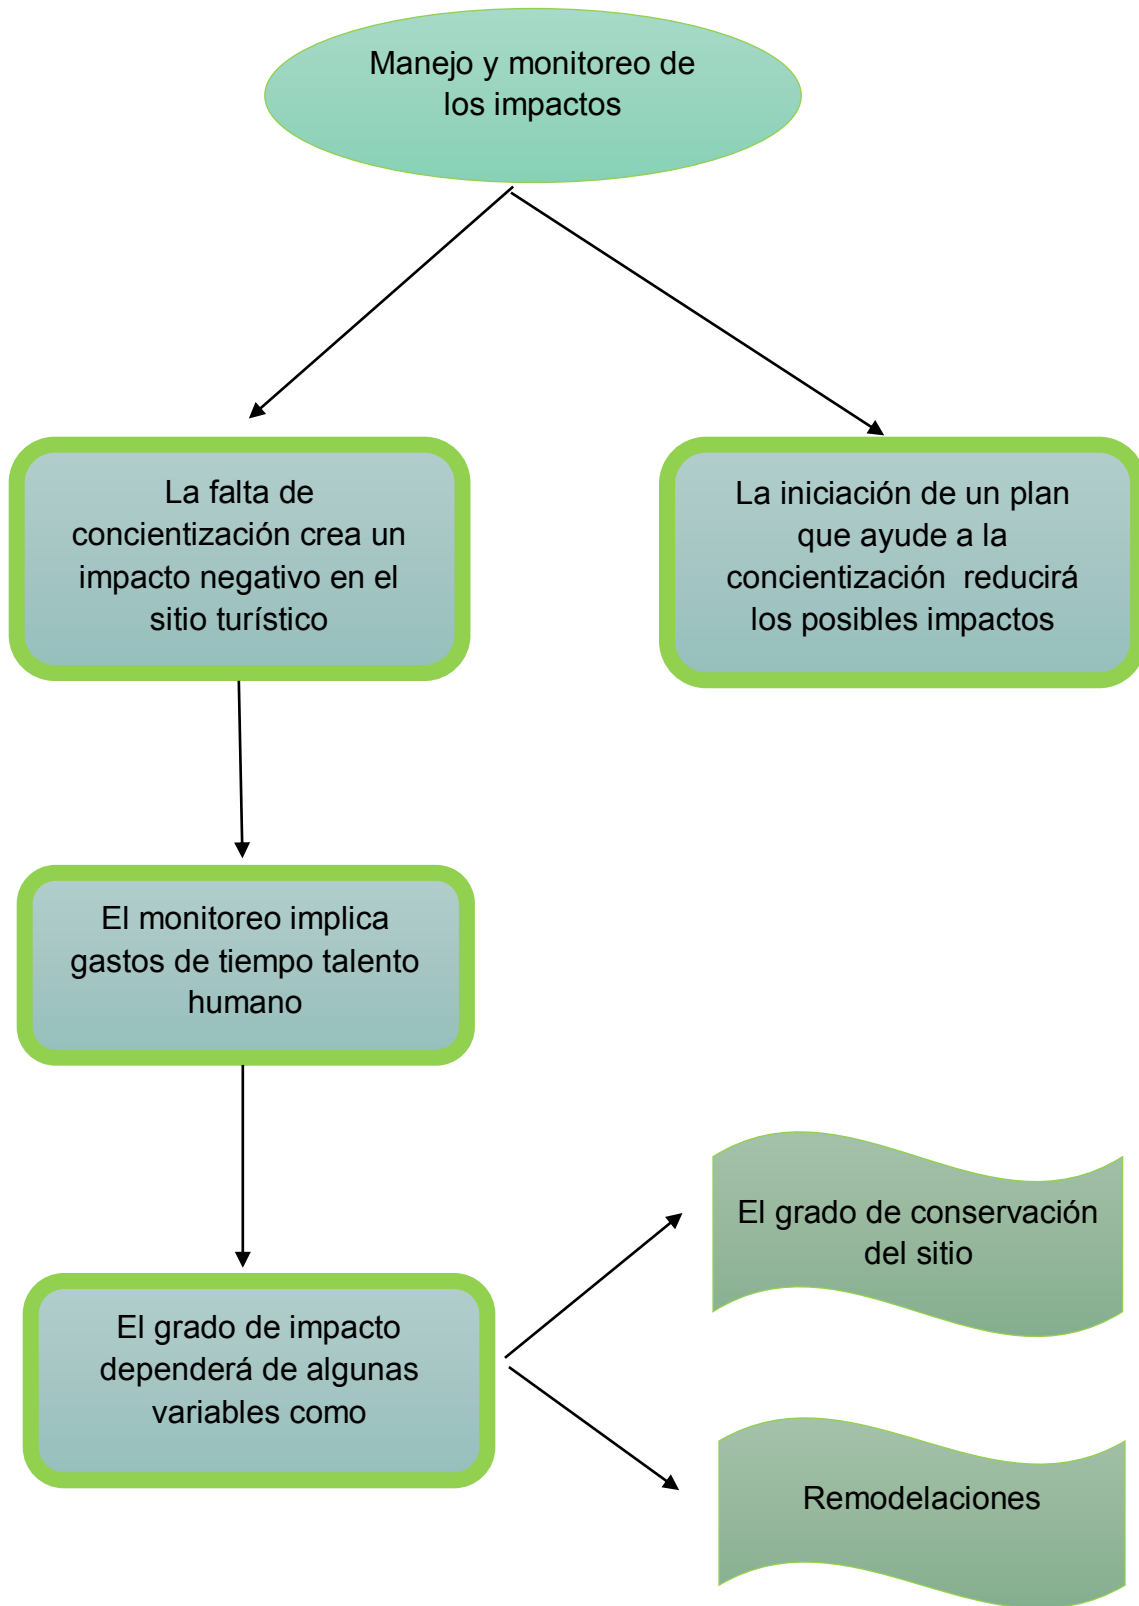 Manejo y monitoreo de
los impactos
La falta de
concientización crea un
impacto negativo en el
sitio turístico
La iniciación de un plan
que ayude a la
concientización  reducirá
los posibles impactos
El monitoreo implica
gastos de tiempo talento
humano
El grado de impacto
dependerá de algunas
variables como
El grado de conservación
del sitio
Remodelaciones